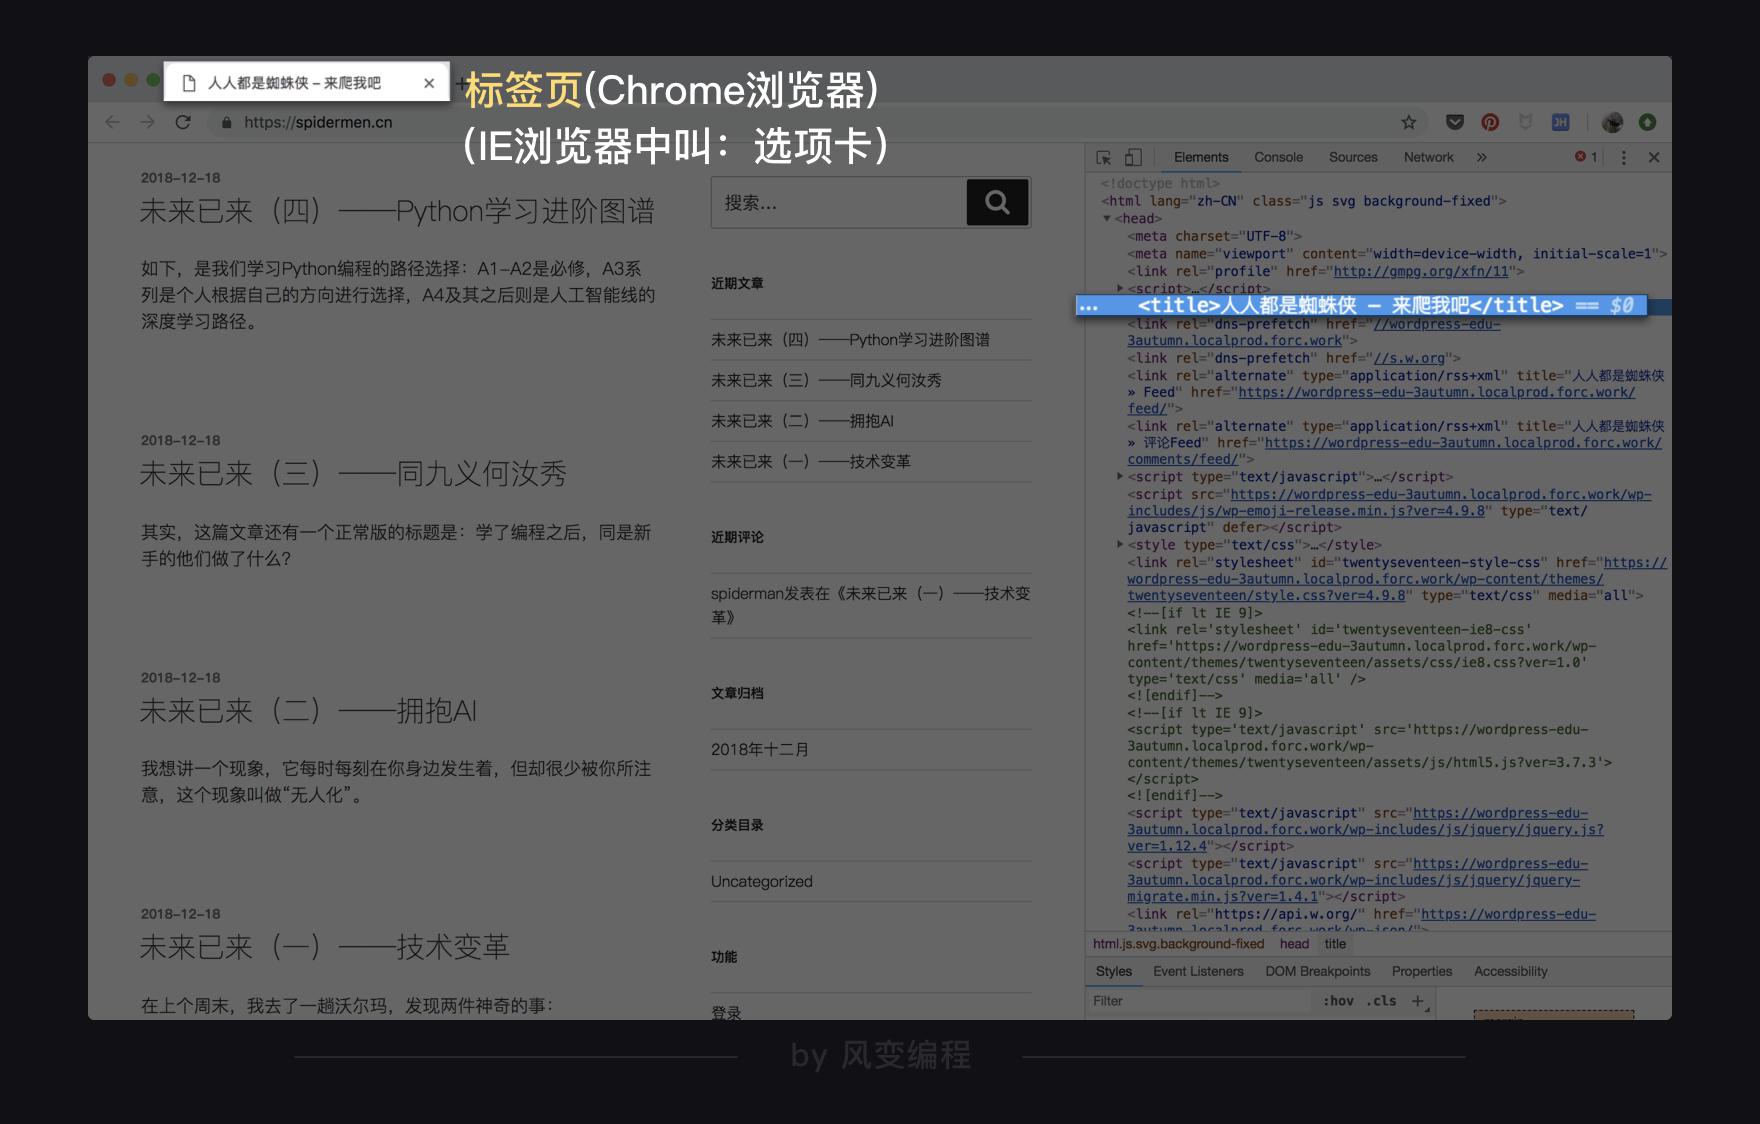 人人都是蜘蛛侠 – 来爬我吧
标签页(Chrome浏览器)
(IE浏览器中叫：选项卡)
https://spidermen.cn
2018-12-18
未来已来（四）——Python学习进阶图谱
如下，是我们学习Python编程的路径选择：A1-A2是必修，A3系
列是个人根据自己的方向进行选择，A4及其之后则是人工智能线的
深度学习路径。
2018-12-18
未来已来（三）——同九义何汝秀
其实，这篇文章还有一个正常版的标题是：学了编程之后，同是新
手的他们做了什么？
2018-12-18
未来已来（二）——拥抱AI
我想讲一个现象，它每时每刻在你身边发生着，但却很少被你所注
意，这个现象叫做“无人化”。
2018-12-18
未来已来（一）——技术变革
在上个周末，我去了一趟沃尔玛，发现两件神奇的事：
搜索...
近期文章
未来已来（四）——Python学习进阶图谱
未来已来（三）——同九义何汝秀
未来已来（二）——拥抱AI
未来已来（一）——技术变革
近期评论
spiderman发表在《未来已来（一）——技术变
革》
文章归档
2018年十二月
分类目录
Uncategorized
功能
登录
JH
Elements Console Sources Network » 1
<!doctype html>
<html lang="zh-CN" class="js svg background-fixed">
<head>
<meta charset="UTF-8">
<meta name="viewport" content="width=device-width, initial-scale=1">
<link rel="profile" href="http://gmpg.org/xfn/11">
<script>…</script>
… <title>人人都是蜘蛛侠 – 来爬我吧</title> == $0
<link rel="dns-prefetch" href="//wordpress-edu-
3autumn.localprod.forc.work">
<link rel="dns-prefetch" href="//s.w.org">
<link rel="alternate" type="application/rss+xml" title="人人都是蜘蛛侠
» Feed" href="https://wordpress-edu-3autumn.localprod.forc.work/
feed/">
<link rel="alternate" type="application/rss+xml" title="人人都是蜘蛛侠
» 评论Feed" href="https://wordpress-edu-3autumn.localprod.forc.work/
comments/feed/">
<script type="text/javascript">…</script>
<script src="https://wordpress-edu-3autumn.localprod.forc.work/wp-
includes/js/wp-emoji-release.min.js?ver=4.9.8" type="text/
javascript" defer></script>
<style type="text/css">…</style>
<link rel="stylesheet" id="twentyseventeen-style-css" href="https://
wordpress-edu-3autumn.localprod.forc.work/wp-content/themes/
twentyseventeen/style.css?ver=4.9.8" type="text/css" media="all">
<!--[if lt IE 9]>
<link rel='stylesheet' id='twentyseventeen-ie8-css'
href='https://wordpress-edu-3autumn.localprod.forc.work/wp-
content/themes/twentyseventeen/assets/css/ie8.css?ver=1.0'
type='text/css' media='all' />
<![endif]-->
<!--[if lt IE 9]>
<script type='text/javascript' src='https://wordpress-edu-
3autumn.localprod.forc.work/wp-
content/themes/twentyseventeen/assets/js/html5.js?ver=3.7.3'>
</script>
<![endif]-->
<script type="text/javascript" src="https://wordpress-edu-
3autumn.localprod.forc.work/wp-includes/js/jquery/jquery.js?
ver=1.12.4"></script>
<script type="text/javascript" src="https://wordpress-edu-
3autumn.localprod.forc.work/wp-includes/js/jquery/jquery-
migrate.min.js?ver=1.4.1"></script>
<link rel="https://api.w.org/" href="https://wordpress-edu-
3autumn.localprod.forc.work/wp-json/">
html.js.svg.background-fixed head title
Styles Event Listeners DOM Breakpoints Properties Accessibility
Filter :hov .cls +
by 风变编程